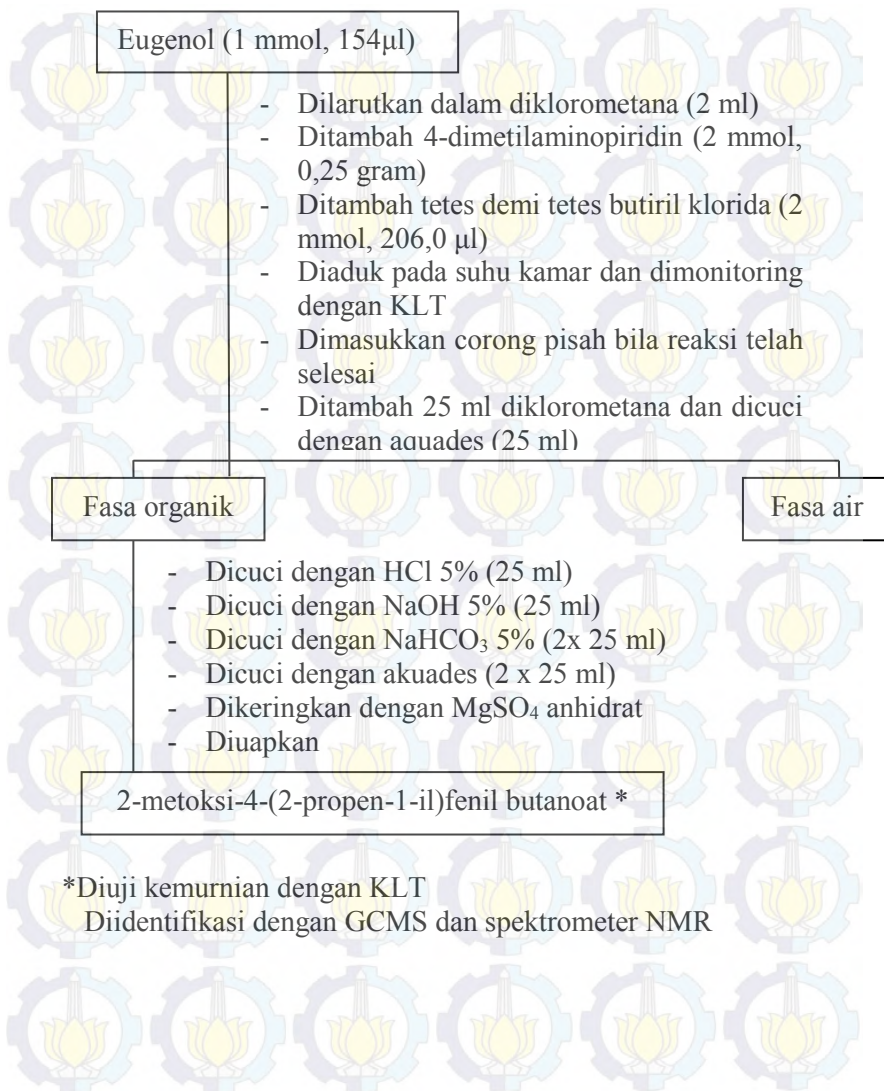 Eugenol (1 mmol, 154µl)
- Dilarutkan dalam diklorometana (2 ml)
- Ditambah 4-dimetilaminopiridin (2 mmol,
0,25 gram)
- Ditambah tetes demi tetes butiril klorida (2
mmol, 206,0 µl)
- Diaduk pada suhu kamar dan dimonitoring
dengan KLT
- Dimasukkan corong pisah bila reaksi telah
selesai
- Ditambah 25 ml diklorometana dan dicuci
dengan aquades (25 ml)
Fasa organik
Fasa air
- Dicuci dengan HCl 5% (25 ml)
- Dicuci dengan NaOH 5% (25 ml)
- Dicuci dengan NaHCO₃ 5% (2x 25 ml)
- Dicuci dengan akuades (2 x 25 ml)
- Dikeringkan dengan MgSO₄ anhidrat
- Diuapkan
2-metoksi-4-(2-propen-1-il)fenil butanoat *
*Diuji kemurnian dengan KLT
Diidentifikasi dengan GCMS dan spektrometer NMR